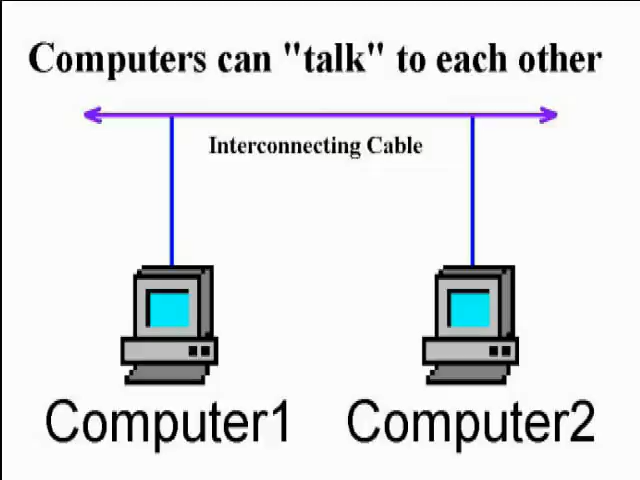 Computers can "talk" to each other
Interconnecting Cable
Computer1 Computer2